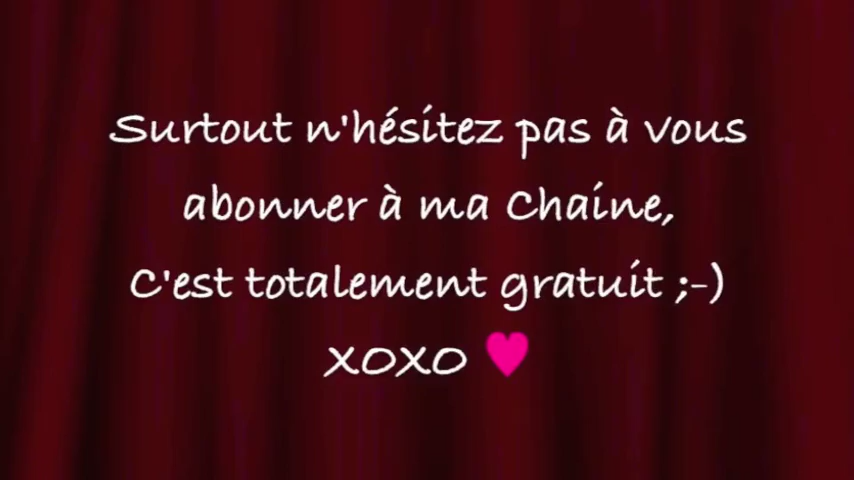 Surtout n'hésitez pas à vous
abonner à ma Chaine,
C'est totalement gratuit ;-)
XOXO ♥